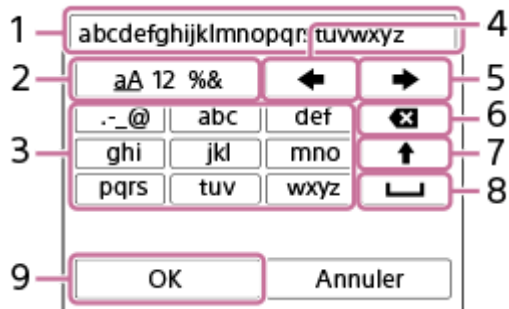 1 abcdefghijklmnopqrstuvwxyz 4
2 aA 12 %& 5
.-_@ abc def 6
3 ghi jkl mno 7
pqrs tuv wxyz 8
9 OK Annuler